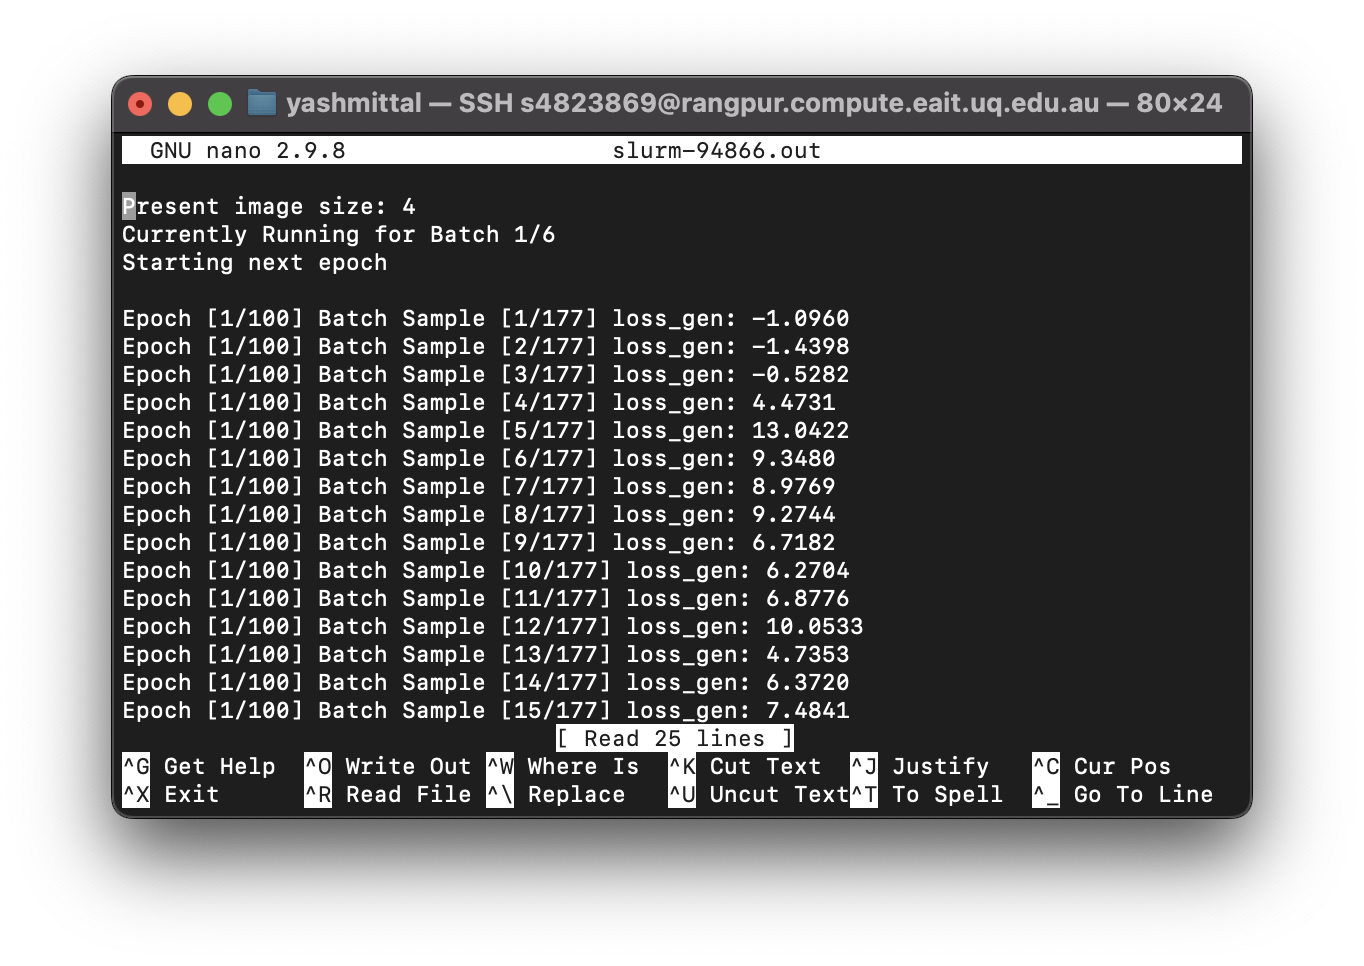 yashmittal — SSH s4823869@rangpur.compute.eait.uq.edu.au — 80×24
GNU nano 2.9.8 slurm-94866.out
Present image size: 4
Currently Running for Batch 1/6
Starting next epoch
Epoch [1/100] Batch Sample [1/177] loss_gen: -1.0960
Epoch [1/100] Batch Sample [2/177] loss_gen: -1.4398
Epoch [1/100] Batch Sample [3/177] loss_gen: -0.5282
Epoch [1/100] Batch Sample [4/177] loss_gen: 4.4731
Epoch [1/100] Batch Sample [5/177] loss_gen: 13.0422
Epoch [1/100] Batch Sample [6/177] loss_gen: 9.3480
Epoch [1/100] Batch Sample [7/177] loss_gen: 8.9769
Epoch [1/100] Batch Sample [8/177] loss_gen: 9.2744
Epoch [1/100] Batch Sample [9/177] loss_gen: 6.7182
Epoch [1/100] Batch Sample [10/177] loss_gen: 6.2704
Epoch [1/100] Batch Sample [11/177] loss_gen: 6.8776
Epoch [1/100] Batch Sample [12/177] loss_gen: 10.0533
Epoch [1/100] Batch Sample [13/177] loss_gen: 4.7353
Epoch [1/100] Batch Sample [14/177] loss_gen: 6.3720
Epoch [1/100] Batch Sample [15/177] loss_gen: 7.4841
[ Read 25 lines ]
^G Get Help ^O Write Out ^W Where Is ^K Cut Text ^J Justify ^C Cur Pos
^X Exit ^R Read File ^\ Replace ^U Uncut Text ^T To Spell ^_ Go To Line